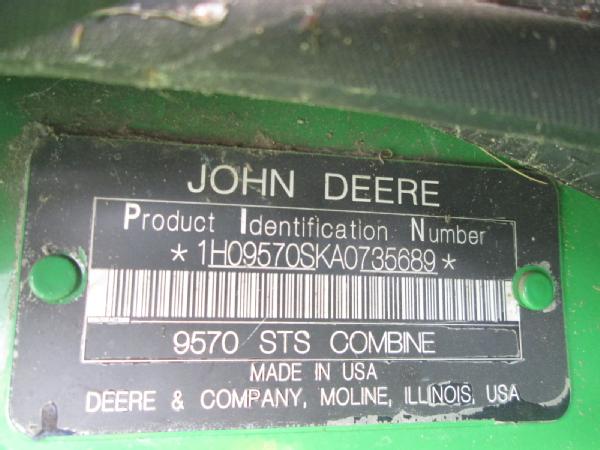 JOHN DEERE
Product Identification Number
*1H09570SKA0735689*
9570 STS COMBINE
MADE IN USA
DEERE & COMPANY, MOLINE, ILLINOIS, USA